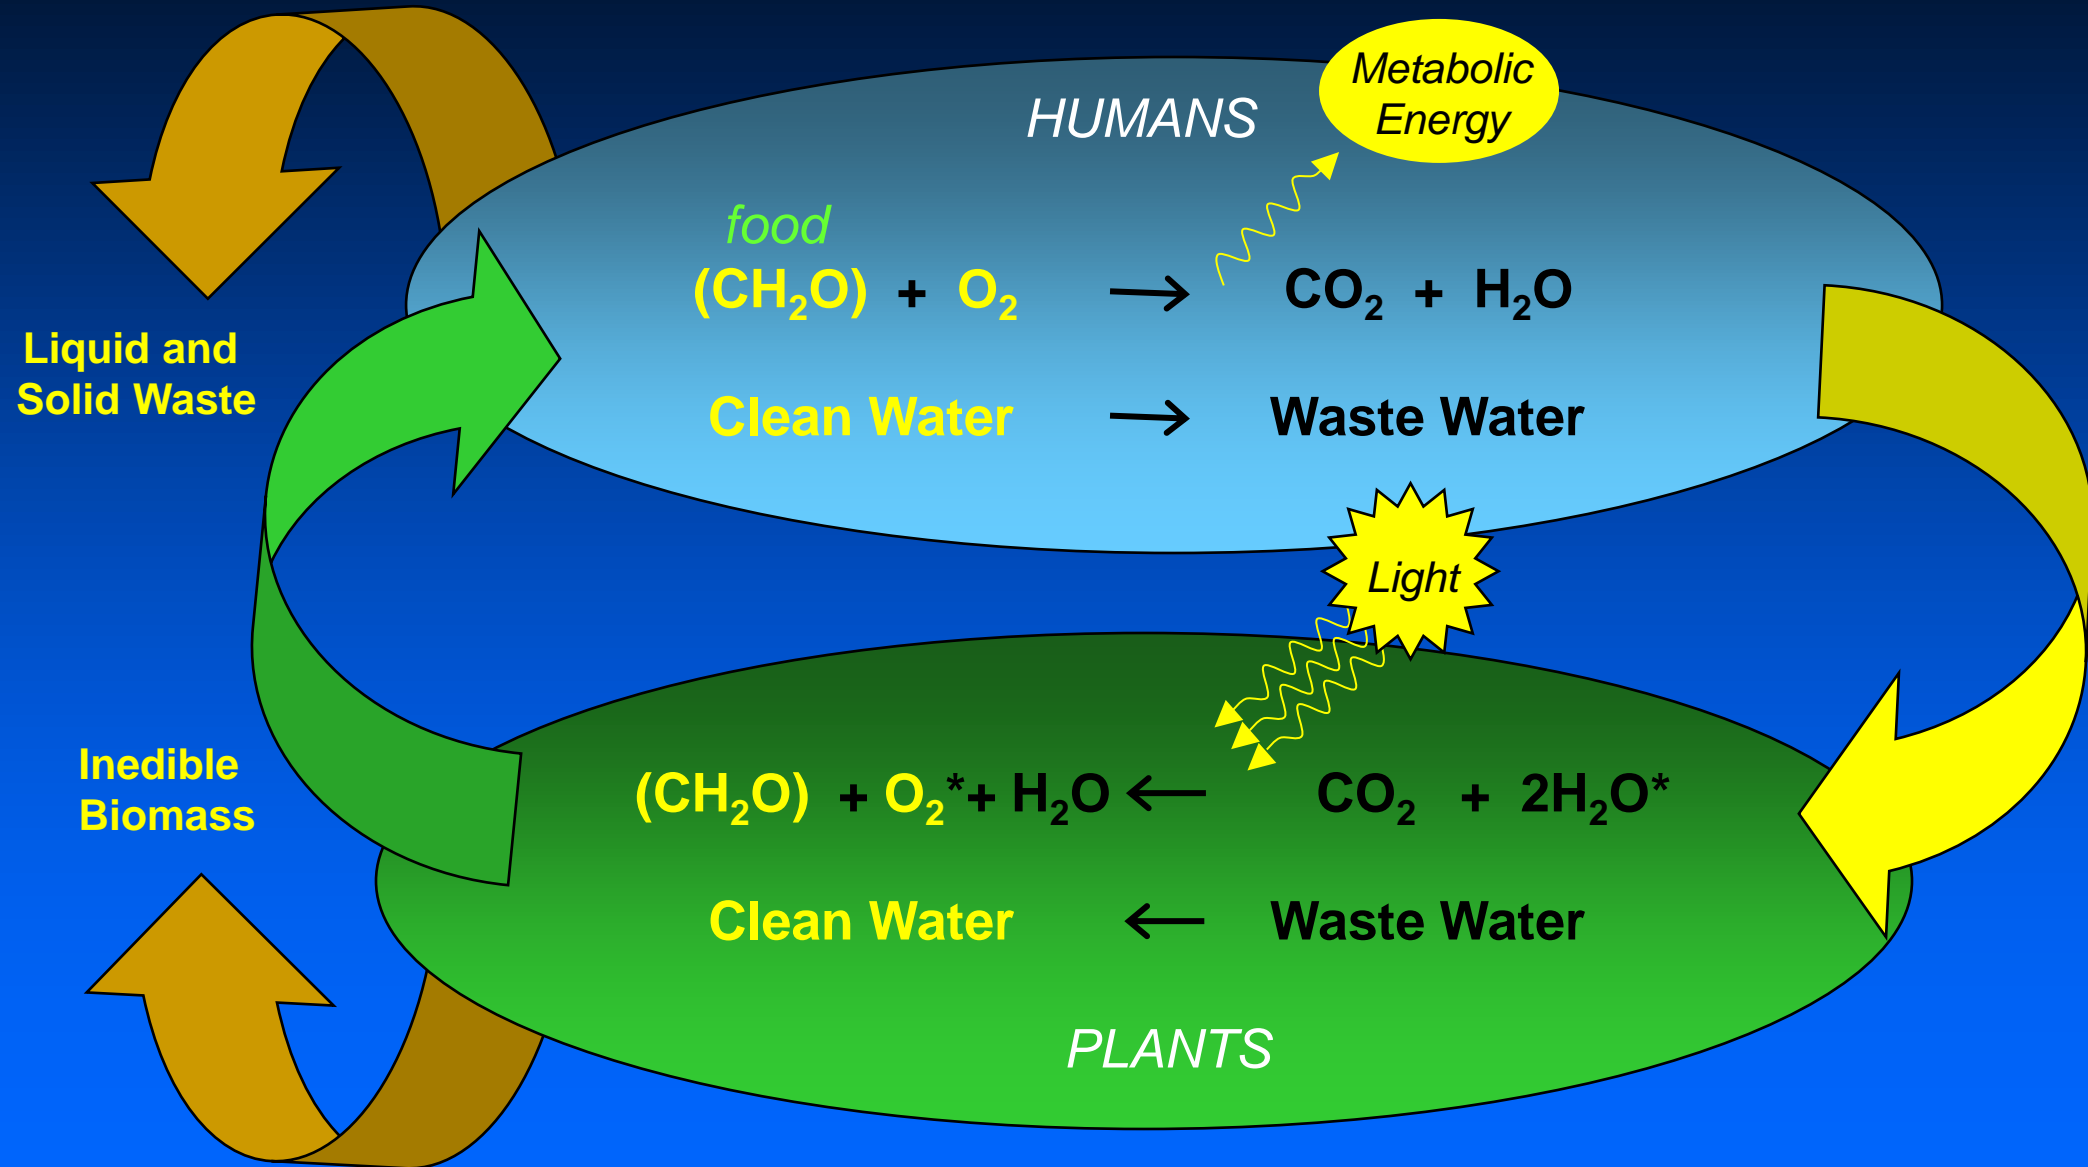 Metabolic
Energy
HUMANS
food
(CH₂O) + O₂ → CO₂ + H₂O
Liquid and
Solid Waste
Clean Water → Waste Water
Light
Inedible
Biomass
(CH₂O) + O₂*+ H₂O ← CO₂ + 2H₂O*
Clean Water ← Waste Water
PLANTS